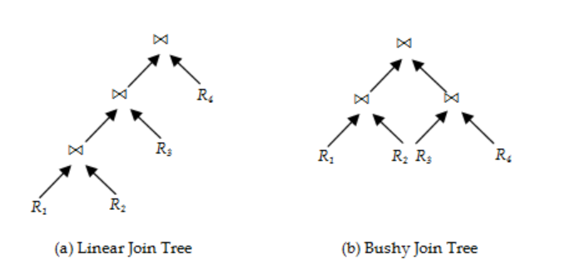 ⋈ ⋈
⋈ R₄ ⋈ ⋈
⋈ R₃ R₁ R₂ R₃ R₄
R₁ R₂
(a) Linear Join Tree (b) Bushy Join Tree